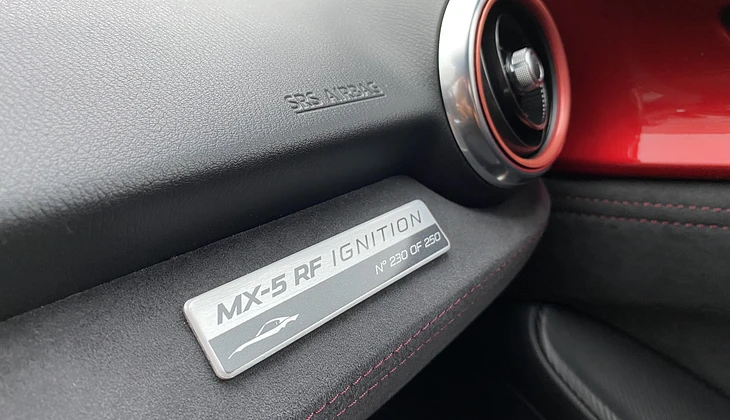 SRS AIRBAG
MX-5 RF IGNITION
Nº 230 OF 250